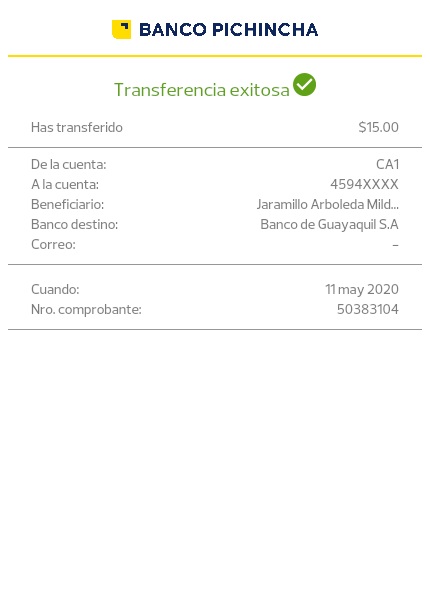 BANCO PICHINCHA
Transferencia exitosa
Has transferido $15.00
De la cuenta: CA1
A la cuenta: 4594XXXX
Beneficiario: Jaramillo Arboleda Mild...
Banco destino: Banco de Guayaquil S.A
Correo: –
Cuando: 11 may 2020
Nro. comprobante: 50383104